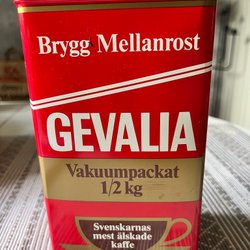 Brygg Mellanrost
GEVALIA
Vakuumpackat
1/2 kg
Svenskarnas
mest älskade
kaffe